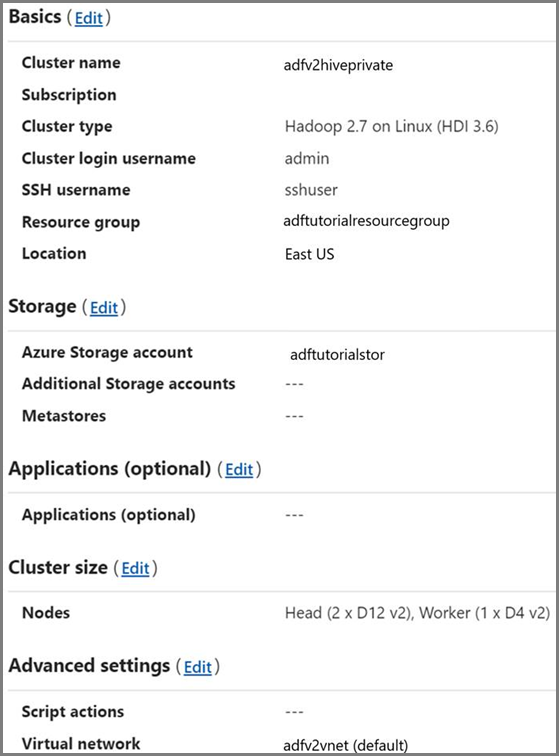 Basics (Edit)
Cluster name adfv2hiveprivate
Subscription
Cluster type Hadoop 2.7 on Linux (HDI 3.6)
Cluster login username admin
SSH username sshuser
Resource group adftutorialresourcegroup
Location East US
Storage (Edit)
Azure Storage account adftutorialstor
Additional Storage accounts ---
Metastores ---
Applications (optional) (Edit)
Applications (optional) ---
Cluster size (Edit)
Nodes Head (2 x D12 v2), Worker (1 x D4 v2)
Advanced settings (Edit)
Script actions ---
Virtual network adfv2vnet (default)